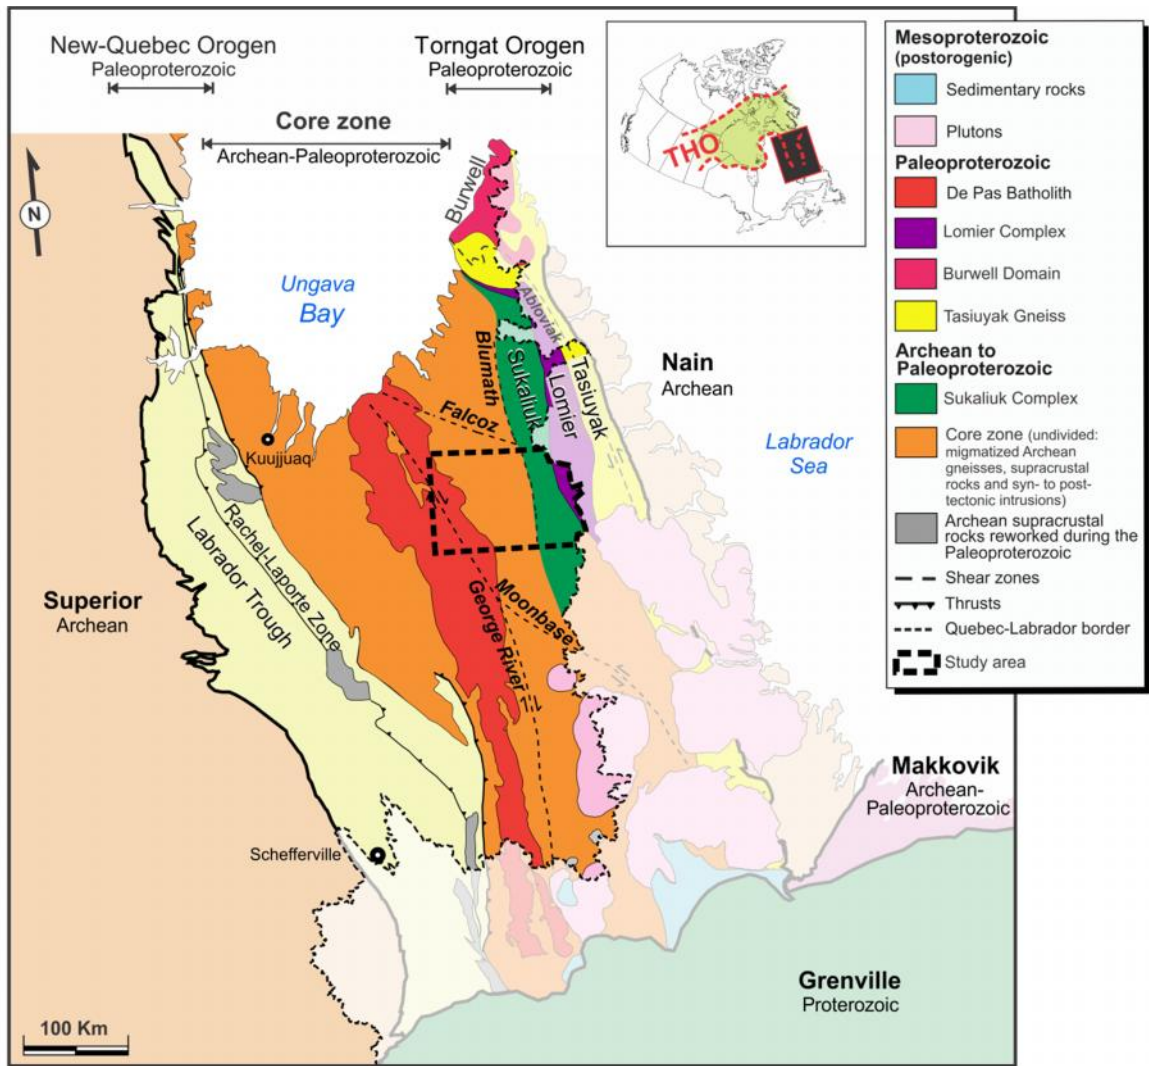 New-Quebec Orogen
Paleoproterozoic
Torngat Orogen
Paleoproterozoic
Core zone
Archean-Paleoproterozoic
N
Ungava
Bay
Burwell
Abloviak
Blumath
Sukaliuk
Lomier
Tasiuyak
Nain
Archean
Labrador
Sea
Falcoz
Kuujjuaq
Rachel-Laporte Zone
Labrador Trough
Superior
Archean
George River
Moonbase
Schefferville
Makkovik
Archean-
Paleoproterozoic
Grenville
Proterozoic
100 Km
THO
Mesoproterozoic
(postorogenic)
Sedimentary rocks
Plutons
Paleoproterozoic
De Pas Batholith
Lomier Complex
Burwell Domain
Tasiuyak Gneiss
Archean to
Paleoproterozoic
Sukaliuk Complex
Core zone (undivided:
migmatized Archean
gneisses, supracrustal
rocks and syn- to post-
tectonic intrusions)
Archean supracrustal
rocks reworked during the
Paleoproterozoic
Shear zones
Thrusts
Quebec-Labrador border
Study area